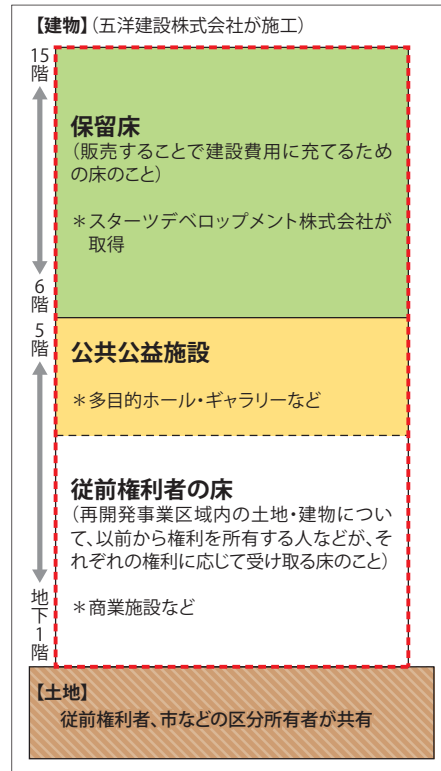 【建物】(五洋建設株式会社が施工)
15階
保留床
(販売することで建設費用に充てるため
の床のこと)
＊スターツデベロップメント株式会社が
取得
6階
5階
公共公益施設
＊多目的ホール・ギャラリーなど
従前権利者の床
(再開発事業区域内の土地・建物につい
て、以前から権利を所有する人などが、そ
れぞれの権利に応じて受け取る床のこと)
＊商業施設など
地下1階
【土地】
従前権利者、市などの区分所有者が共有